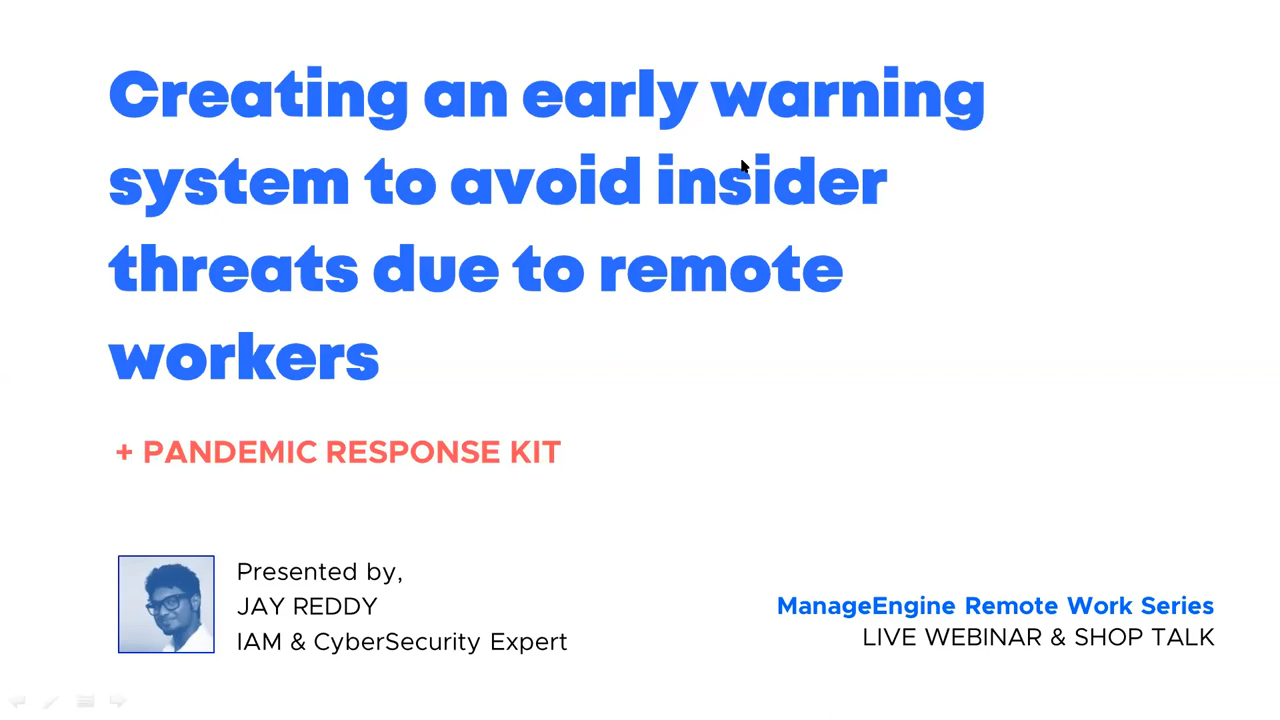 Creating an early warning
system to avoid insider
threats due to remote
workers
+ PANDEMIC RESPONSE KIT
Presented by,
JAY REDDY
IAM & CyberSecurity Expert
ManageEngine Remote Work Series
LIVE WEBINAR & SHOP TALK